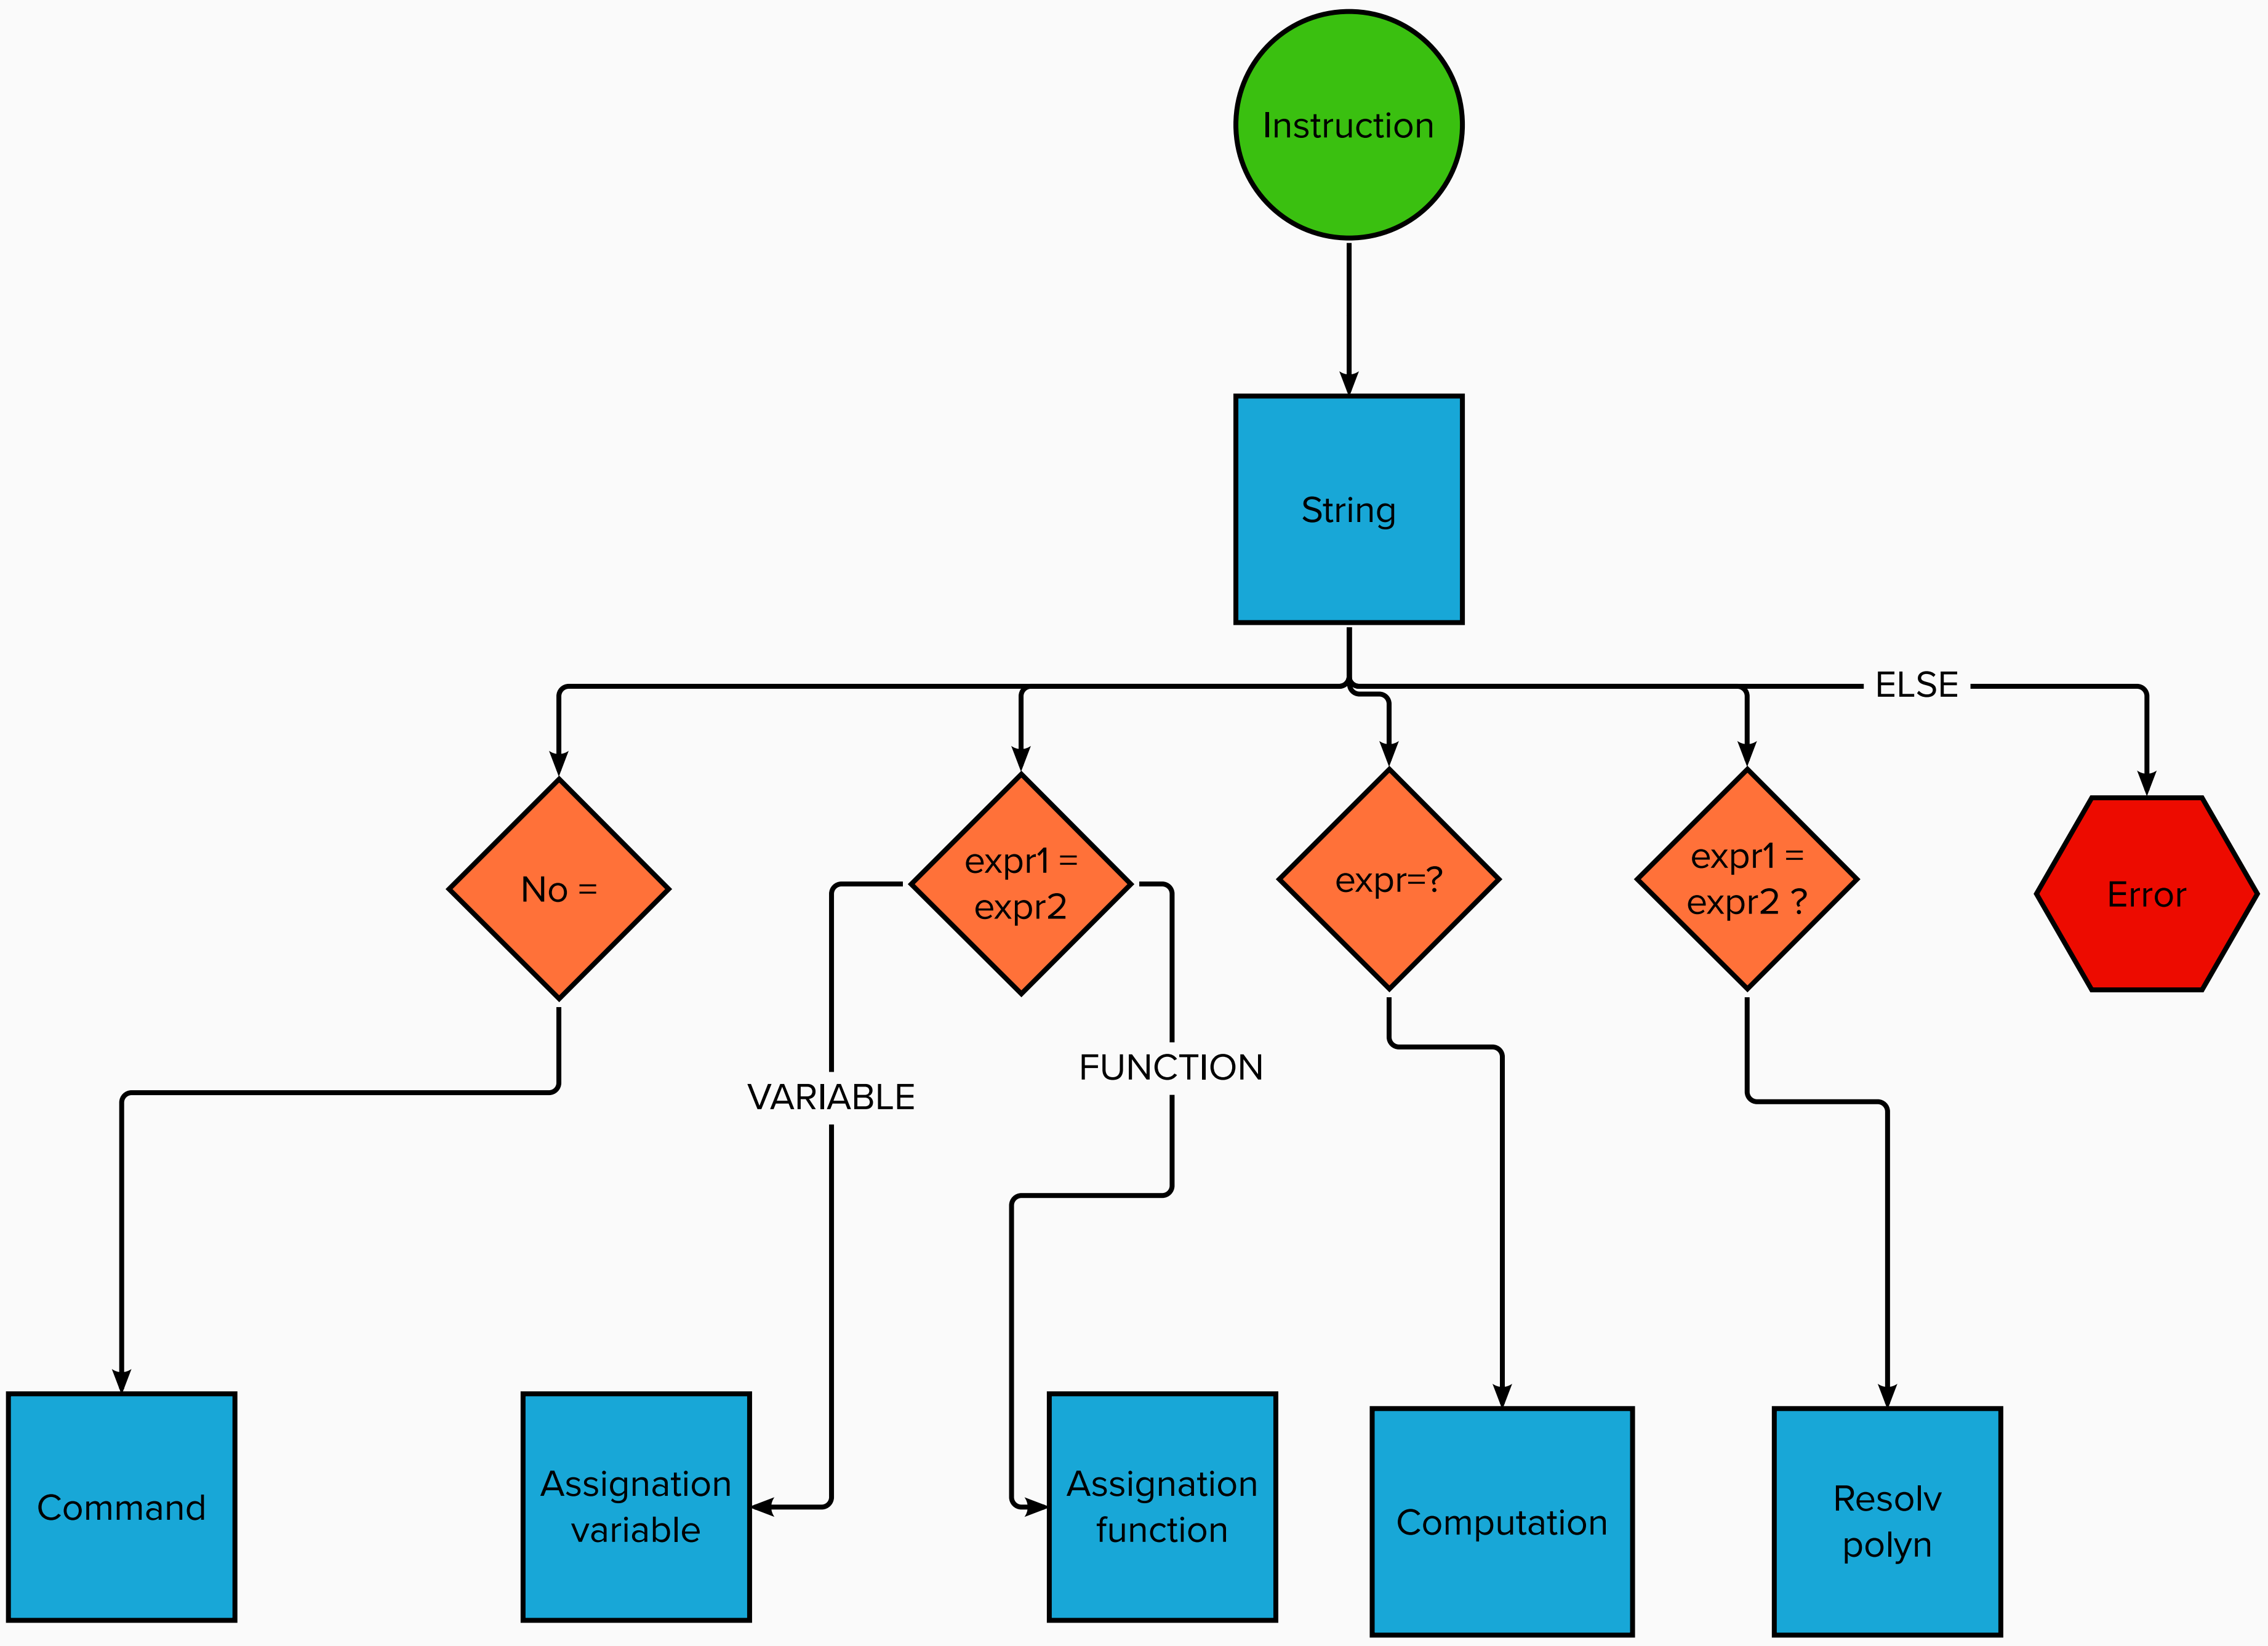 Instruction
String
ELSE
No =
expr1 =
expr2
expr=?
expr1 =
expr2 ?
Error
VARIABLE
FUNCTION
Command
Assignation
variable
Assignation
function
Computation
Resolv
polyn